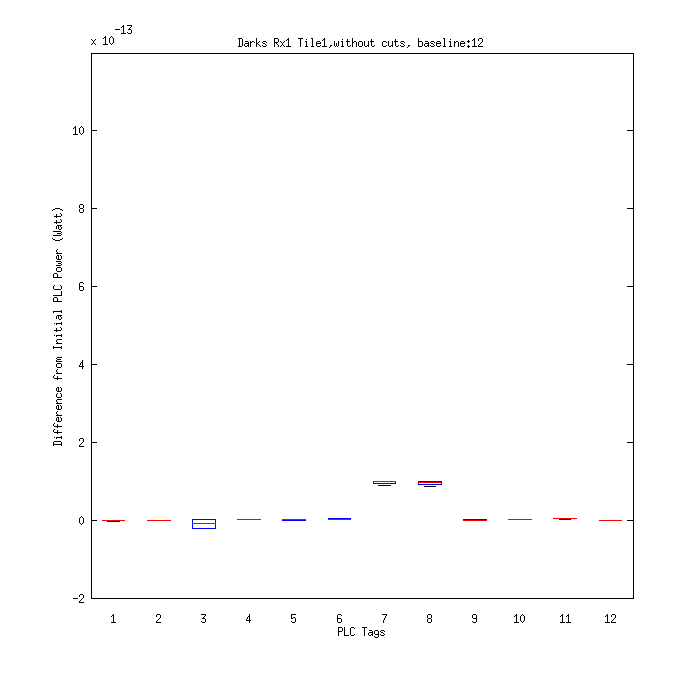 -13
x 10
Darks Rx1 Tile1,without cuts, baseline:12
10
8
6
4
2
0
-2
Difference from Initial PLC Power (Watt)
1 2 3 4 5 6 7 8 9 10 11 12
PLC Tags